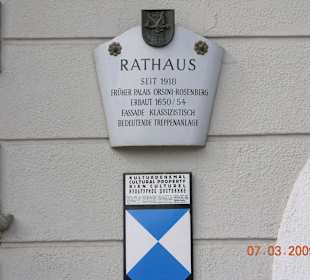 RATHAUS
SEIT 1918
FRÜHER PALAIS ORSINI-ROSENBERG
ERBAUT 1650/54
FASSADE KLASSIZISTISCH
BEDEUTENDE TREPPENANLAGE
KULTURDENKMAL
CULTURAL PROPERTY
BIEN CULTUREL
07.03.2009